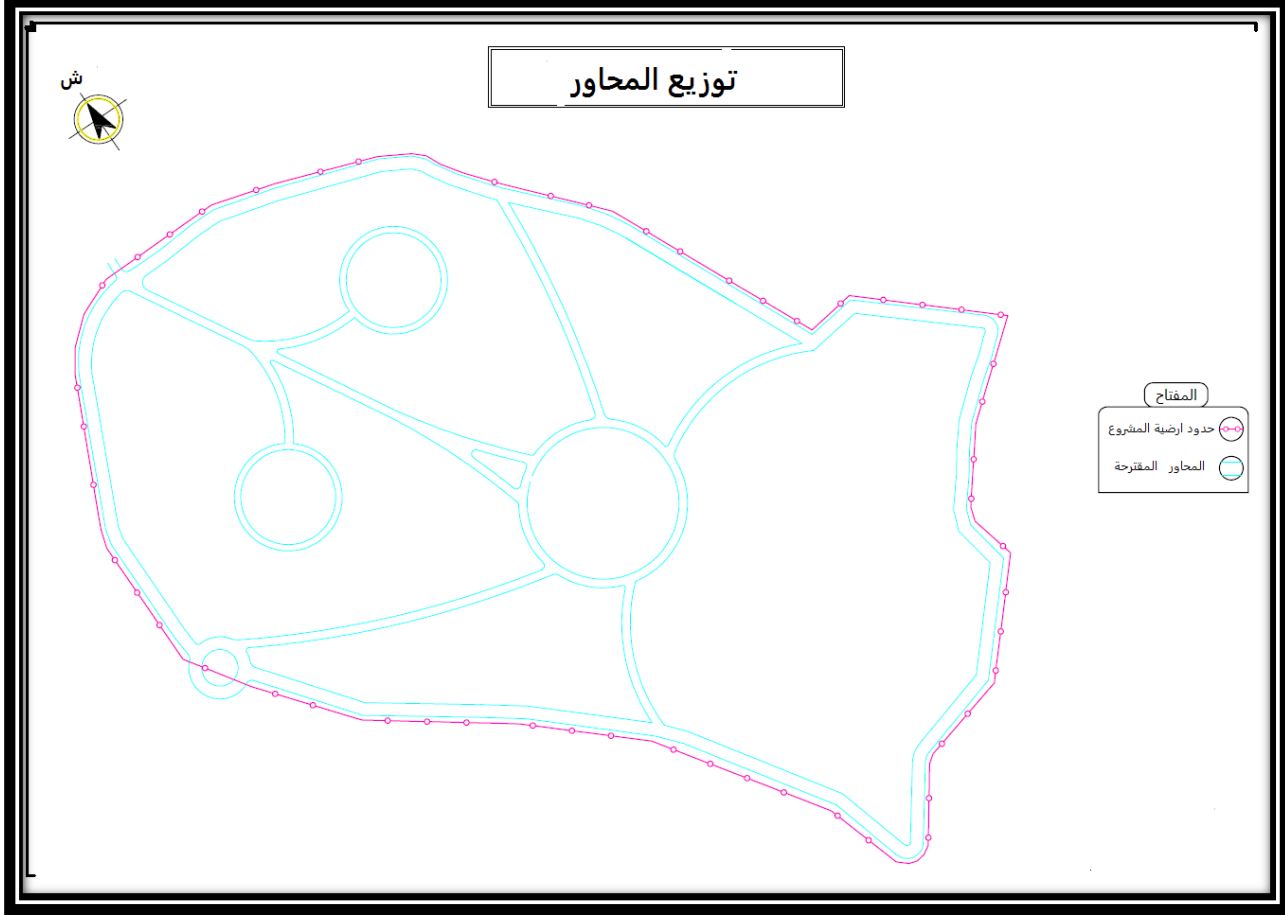 توزيع المحاور
ش
المفتاح
حدود ارضية المشروع
المحاور المقترحة